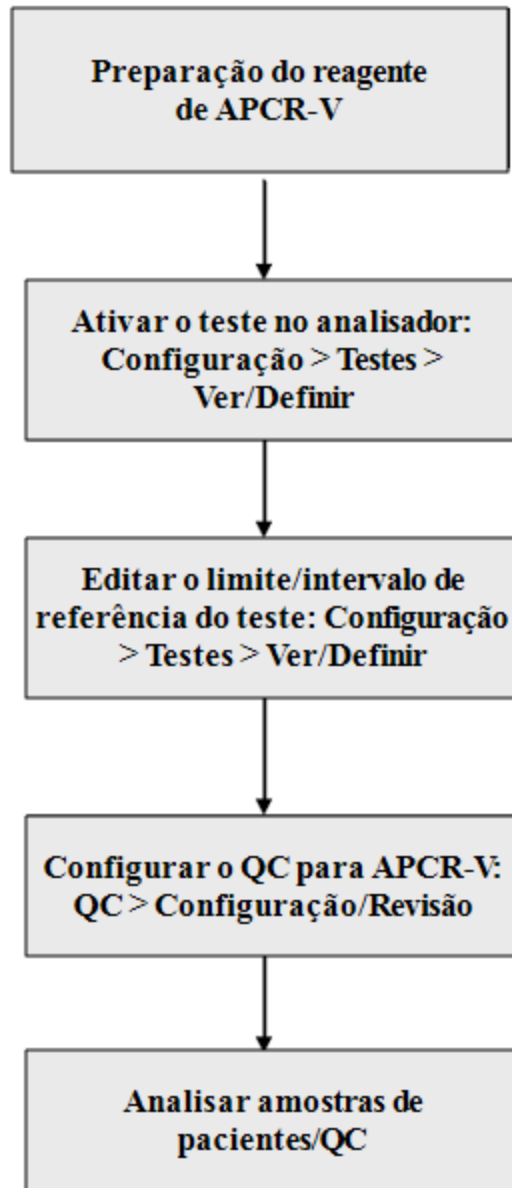 Preparação do reagente
de APCR-V
Ativar o teste no analisador:
Configuração > Testes >
Ver/Definir
Editar o limite/intervalo de
referência do teste: Configuração
> Testes > Ver/Definir
Configurar o QC para APCR-V:
QC > Configuração/Revisão
Analisar amostras de
pacientes/QC